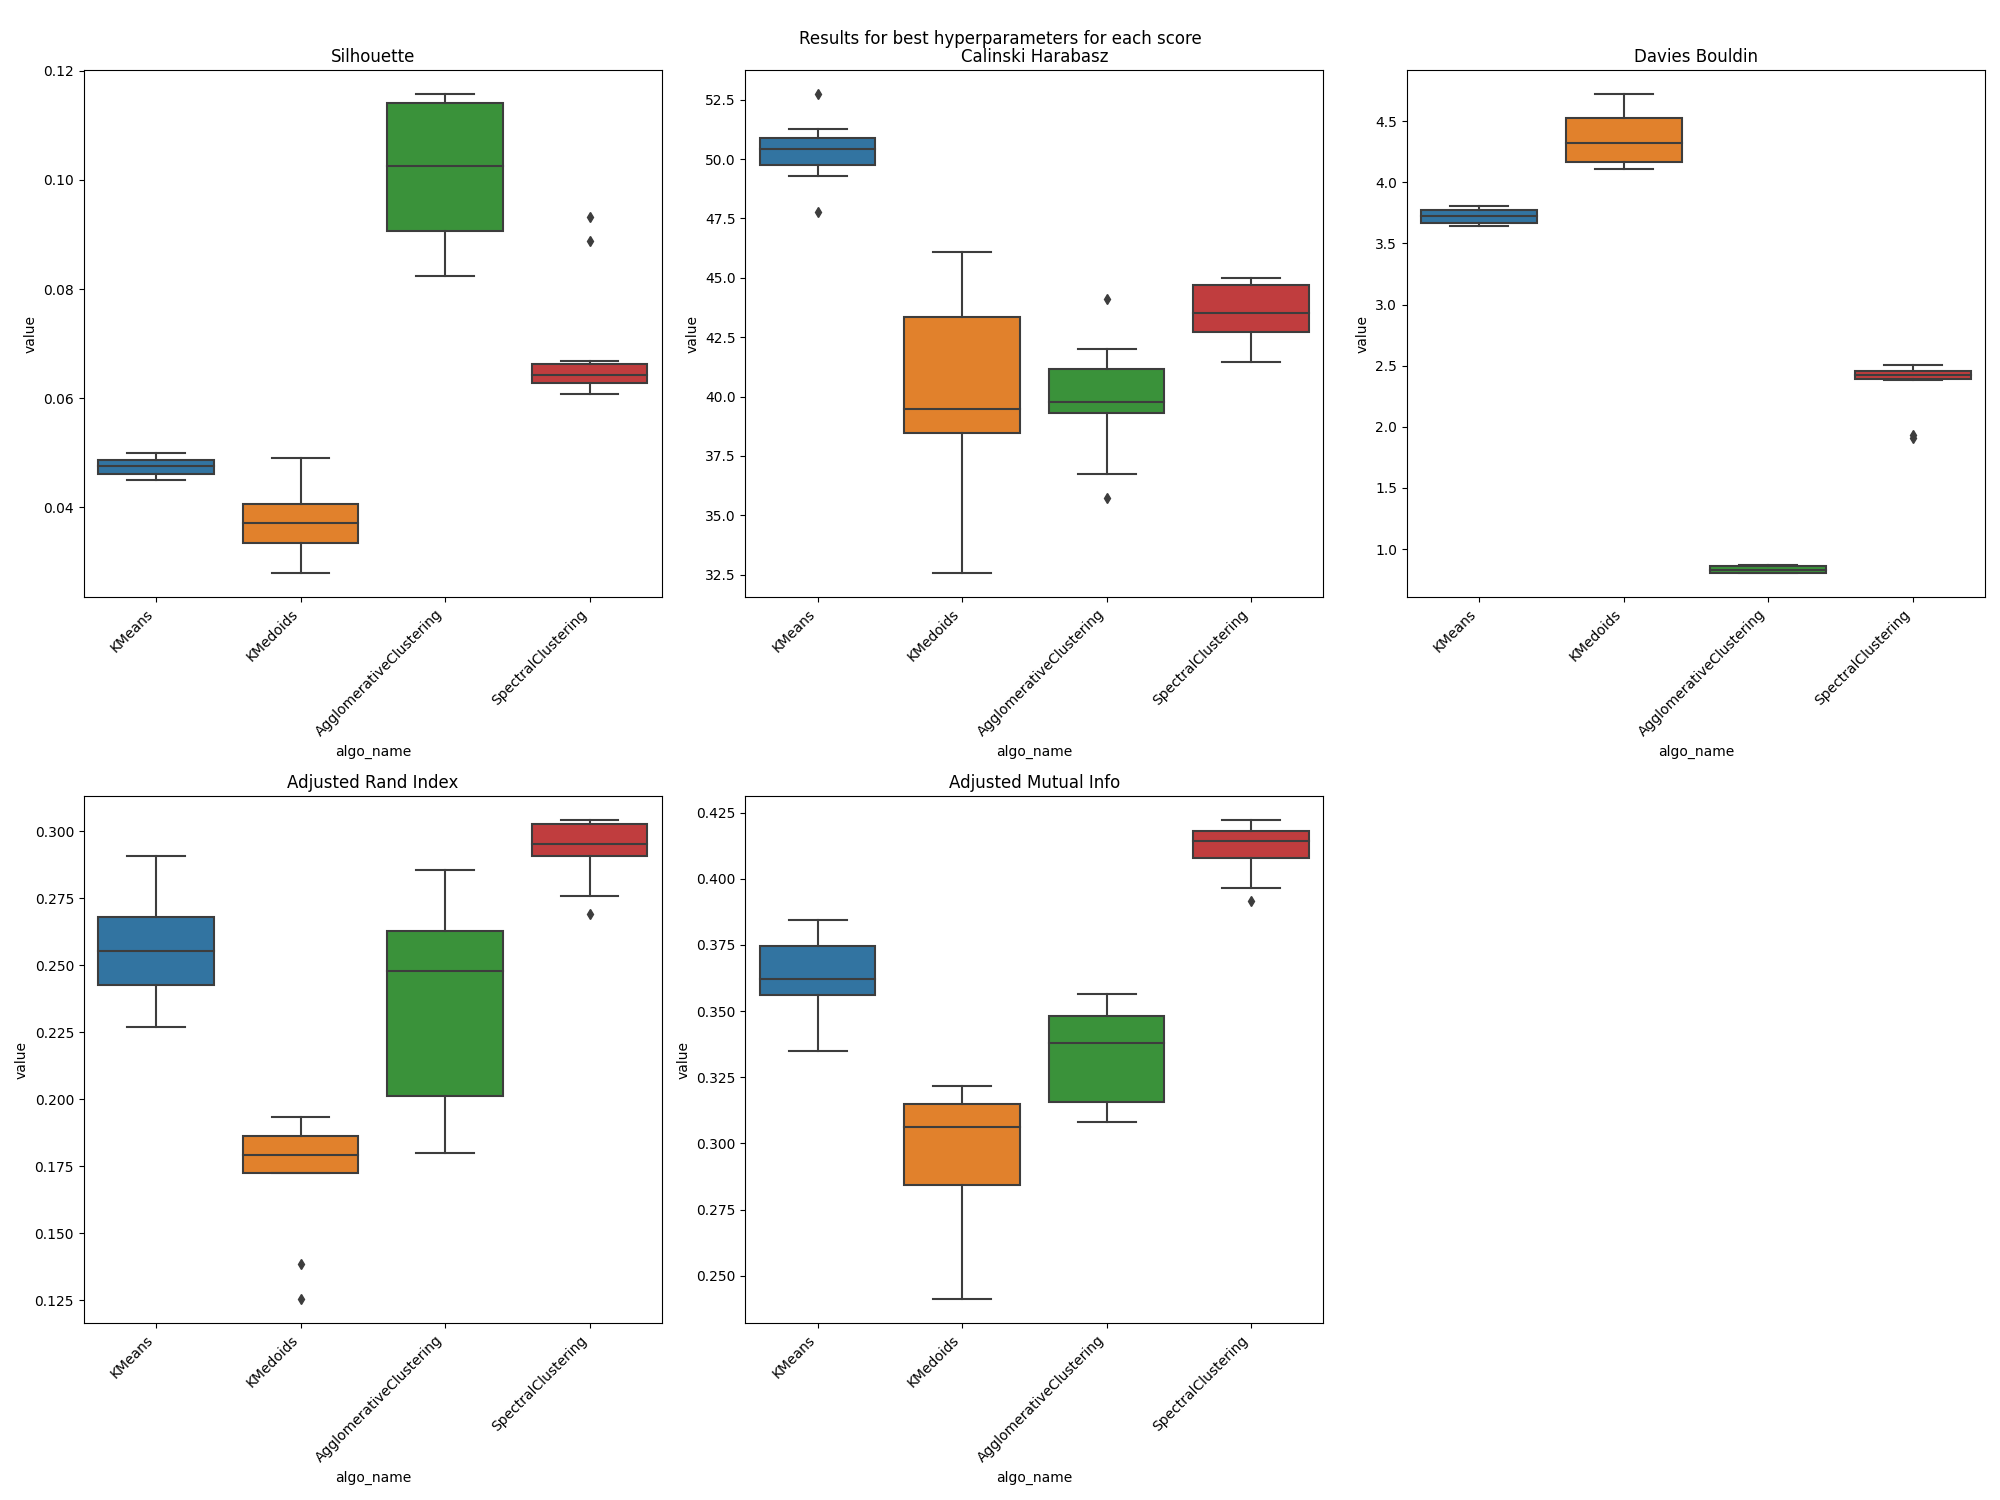 Results for best hyperparameters for each score
Silhouette
value
0.12
0.10
0.08
0.06
0.04
KMeans
KMedoids
AgglomerativeClustering
SpectralClustering
algo_name
Calinski Harabasz
value
52.5
50.0
47.5
45.0
42.5
40.0
37.5
35.0
32.5
KMeans
KMedoids
AgglomerativeClustering
SpectralClustering
algo_name
Davies Bouldin
value
4.5
4.0
3.5
3.0
2.5
2.0
1.5
1.0
KMeans
KMedoids
AgglomerativeClustering
SpectralClustering
algo_name
Adjusted Rand Index
value
0.300
0.275
0.250
0.225
0.200
0.175
0.150
0.125
KMeans
KMedoids
AgglomerativeClustering
SpectralClustering
algo_name
Adjusted Mutual Info
value
0.425
0.400
0.375
0.350
0.325
0.300
0.275
0.250
KMeans
KMedoids
AgglomerativeClustering
SpectralClustering
algo_name